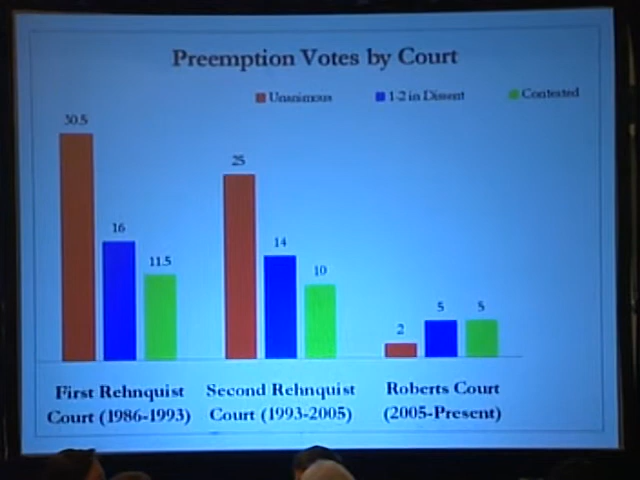 Preemption Votes by Court
Unanimous 1-2 in Dissent Contested
30.5
25
16
14
11.5
10
5 5
2
First Rehnquist Court (1986-1993)
Second Rehnquist Court (1993-2005)
Roberts Court (2005-Present)